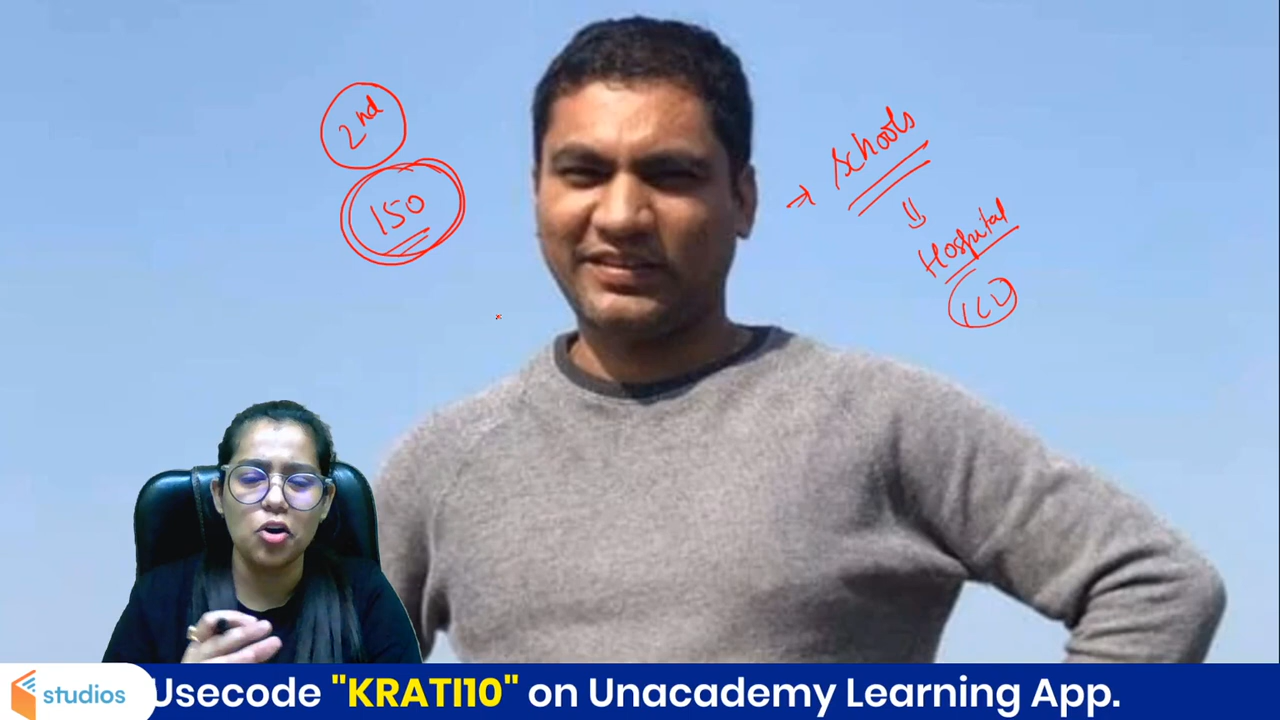 2nd
150
schools
Hospital
studios
Usecode "KRATI10" on Unacademy Learning App.